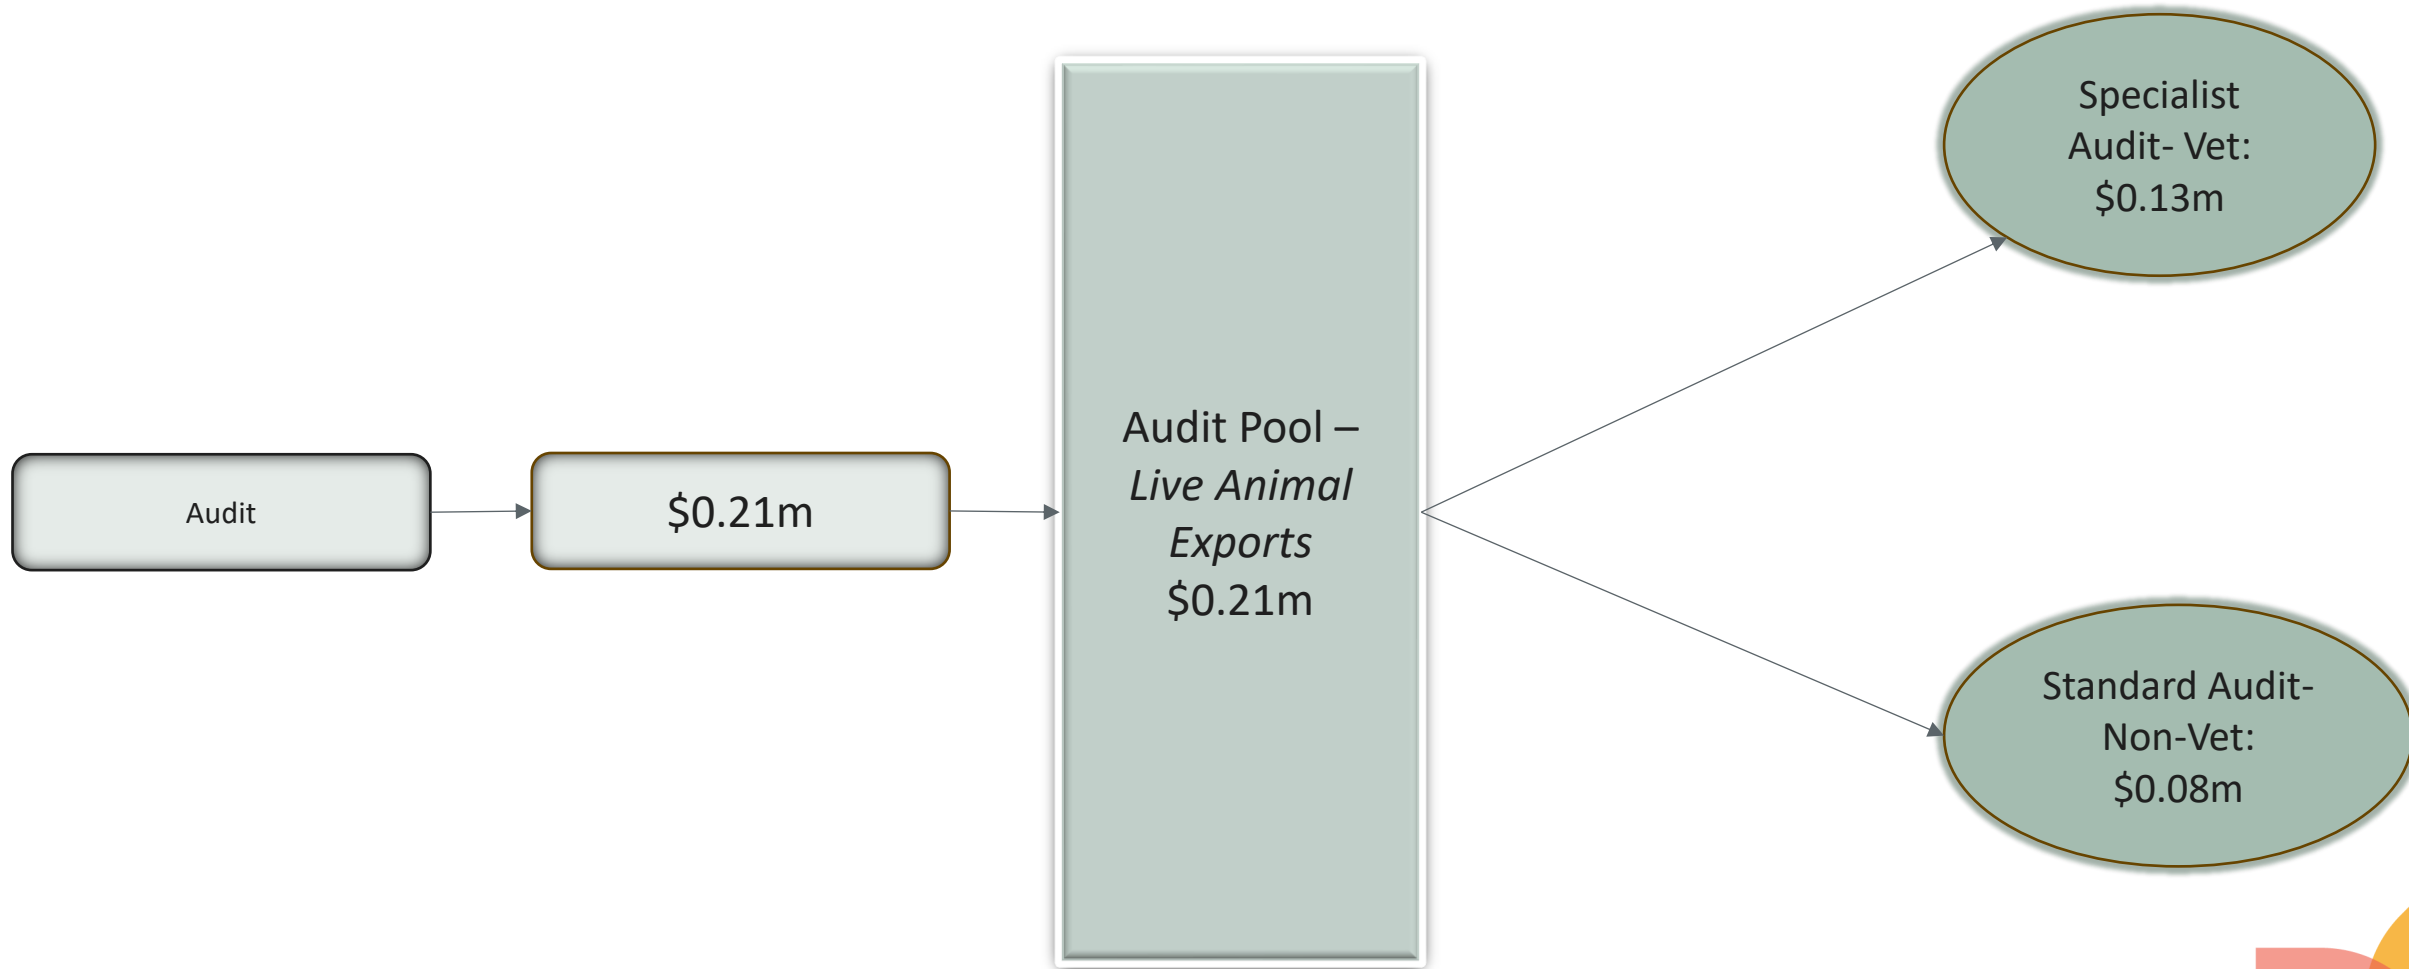 Audit
$0.21m
Audit Pool –
Live Animal
Exports
$0.21m
Specialist
Audit- Vet:
$0.13m
Standard Audit-
Non-Vet:
$0.08m